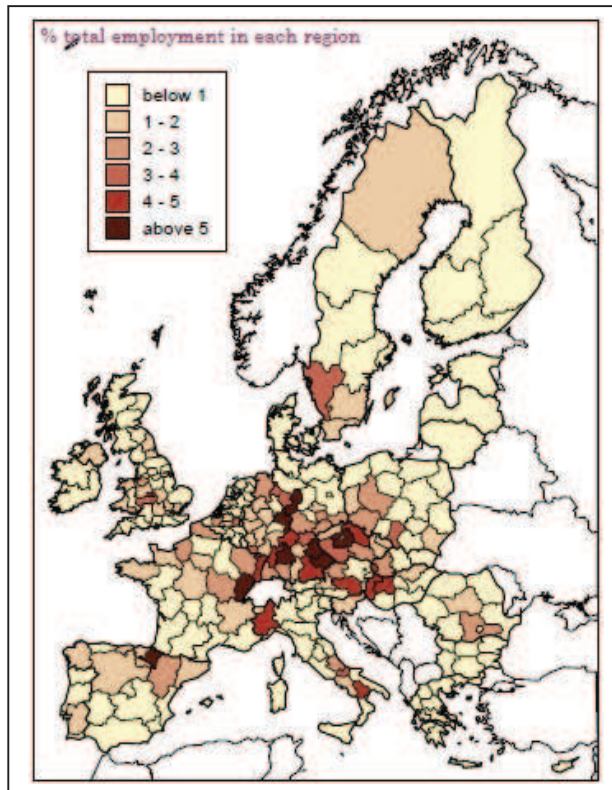 % total employment in each region
below 1
1 - 2
2 - 3
3 - 4
4 - 5
above 5